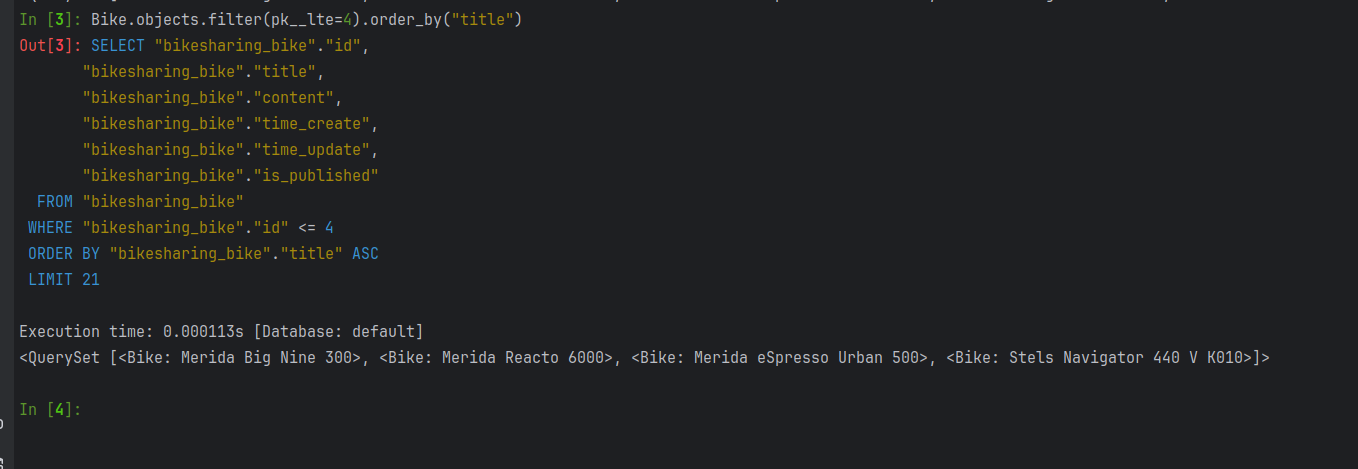 In [3]: Bike.objects.filter(pk__lte=4).order_by("title")
Out[3]: SELECT "bikesharing_bike"."id",
       "bikesharing_bike"."title",
       "bikesharing_bike"."content",
       "bikesharing_bike"."time_create",
       "bikesharing_bike"."time_update",
       "bikesharing_bike"."is_published"
  FROM "bikesharing_bike"
 WHERE "bikesharing_bike"."id" <= 4
 ORDER BY "bikesharing_bike"."title" ASC
 LIMIT 21
Execution time: 0.000113s [Database: default]
<QuerySet [<Bike: Merida Big Nine 300>, <Bike: Merida Reacto 6000>, <Bike: Merida eSpresso Urban 500>, <Bike: Stels Navigator 440 V K010>]>
In [4]: